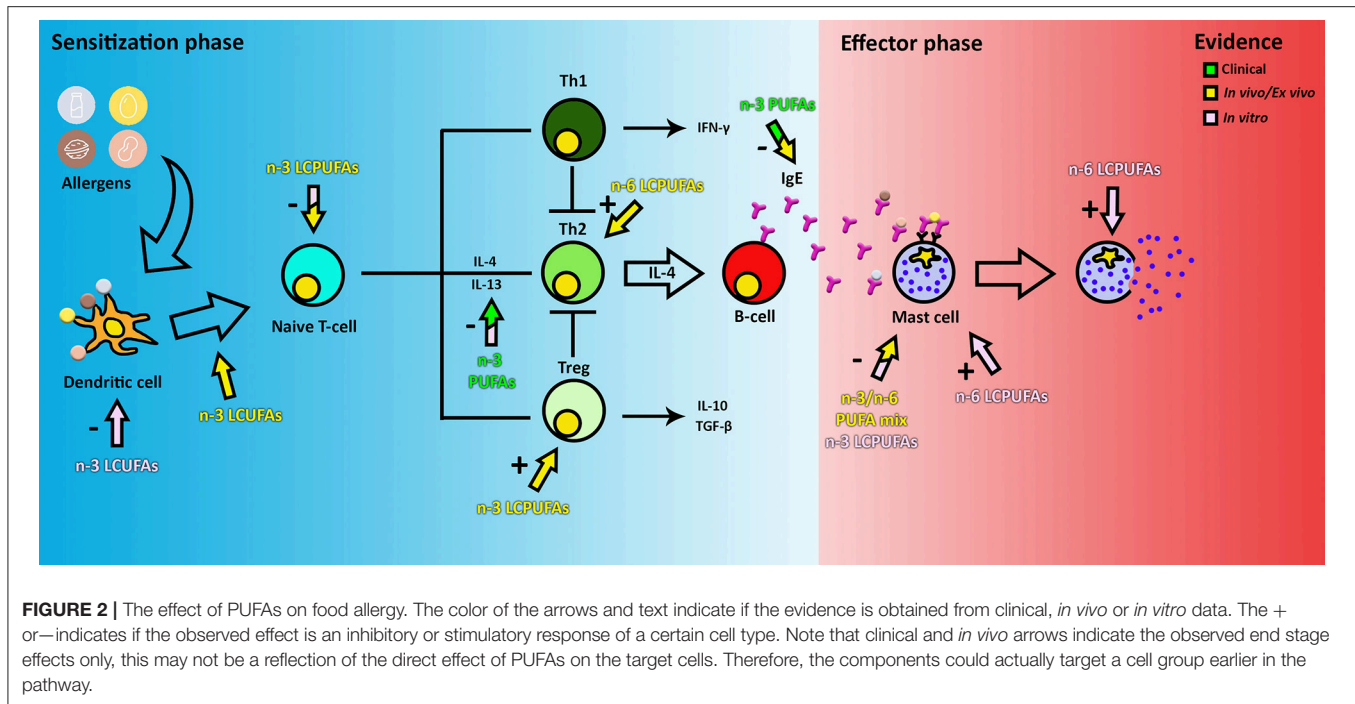 Sensitization phase
Effector phase
Evidence
Clinical
In vivo/Ex vivo
In vitro
Allergens
Dendritic cell
-
n-3 LCUFAs
n-3 LCUFAs
n-3 LCPUFAs
-
Naive T-cell
Th1
IFN-γ
n-6 LCPUFAs
+
Th2
IL-4
IL-13
-
n-3
PUFAs
IL-4
Treg
IL-10
TGF-β
+
n-3 LCPUFAs
n-3 PUFAs
-
IgE
B-cell
Mast cell
-
n-3/n-6
PUFA mix
n-3 LCPUFAs
+
n-6 LCPUFAs
n-6 LCPUFAs
+
FIGURE 2 | The effect of PUFAs on food allergy. The color of the arrows and text indicate if the evidence is obtained from clinical, in vivo or in vitro data. The +
or—indicates if the observed effect is an inhibitory or stimulatory response of a certain cell type. Note that clinical and in vivo arrows indicate the observed end stage
effects only, this may not be a reflection of the direct effect of PUFAs on the target cells. Therefore, the components could actually target a cell group earlier in the
pathway.